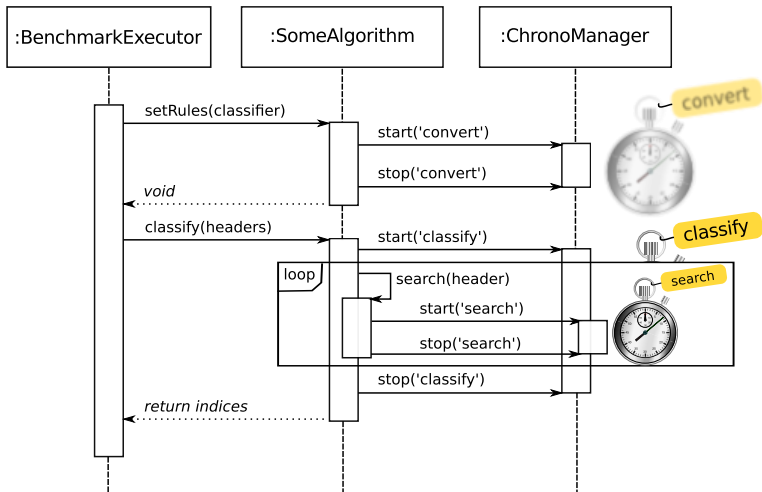 :BenchmarkExecutor
:SomeAlgorithm
:ChronoManager
convert
setRules(classifier)
start('convert')
stop('convert')
void
classify(headers)
start('classify')
classify
loop
search(header)
search
start('search')
stop('search')
stop('classify')
return indices